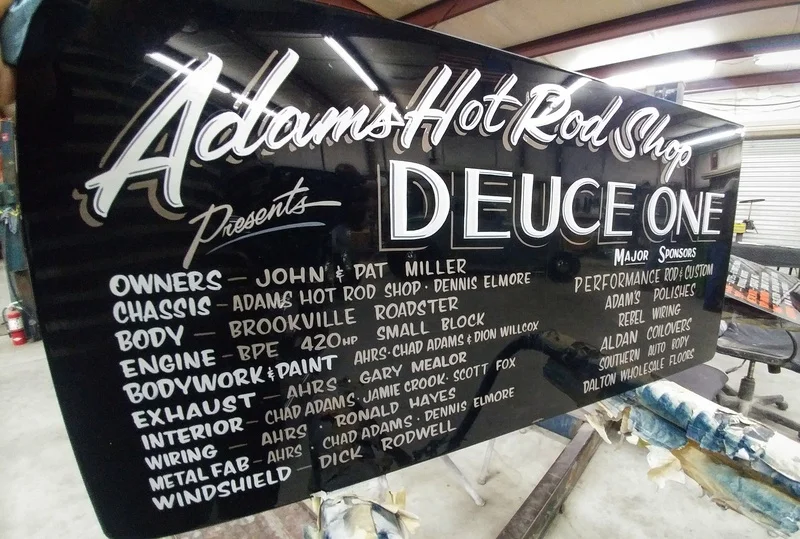 Adams Hot Rod Shop
Presents
DEUCE ONE
OWNERS - JOHN & PAT MILLER
CHASSIS - ADAMS HOT ROD SHOP · DENNIS ELMORE
BODY - BROOKVILLE ROADSTER
ENGINE - BPE 420HP SMALL BLOCK
BODYWORK & PAINT AHRS · CHAD ADAMS & DION WILLCOX
EXHAUST - AHRS GARY MEALOR
INTERIOR - CHAD ADAMS · JAMIE CROOK · SCOTT FOX
WIRING - AHRS RONALD HAYES
METAL FAB - AHRS · CHAD ADAMS · DENNIS ELMORE
WINDSHIELD - DICK RODWELL
MAJOR SPONSORS
PERFORMANCE ROD & CUSTOM
ADAM'S POLISHES
REBEL WIRING
ALDAN COILOVERS
SOUTHERN AUTO BODY
DALTON WHOLESALE FLOORS